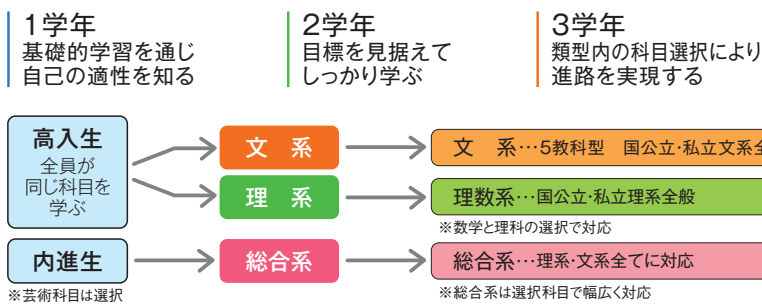 1学年
基礎的学習を通じ
自己の適性を知る
2学年
目標を見据えて
しっかり学ぶ
3学年
類型内の科目選択により
進路を実現する
高入生
全員が
同じ科目を
学ぶ
文 系
理 系
文 系…5教科型 国公立・私立文系全
理数系…国公立・私立理系全般
※数学と理科の選択で対応
内進生
総合系
総合系…理系・文系全てに対応
※芸術科目は選択
※総合系は選択科目で幅広く対応